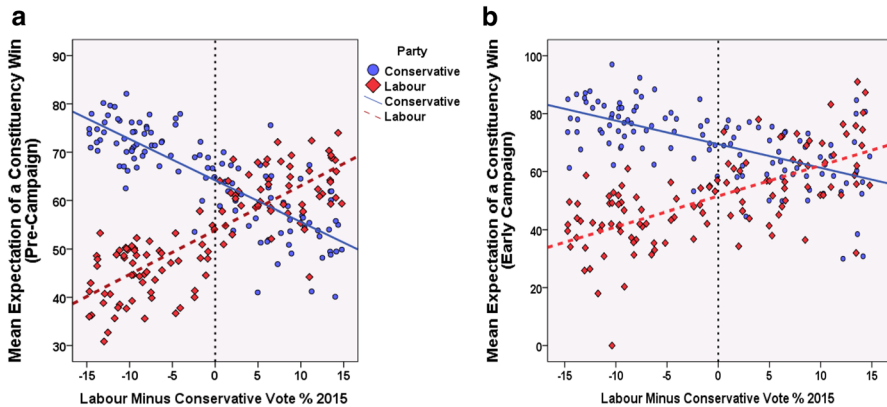 a
Mean Expectation of a Constituency Win
(Pre-Campaign)
90
80
70
60
50
40
30
-15 -10 -5 0 5 10 15
Labour Minus Conservative Vote % 2015
Party
Conservative
Labour
Conservative
Labour
b
Mean Expectation of a Constituency Win
(Early Campaign)
100
80
60
40
20
0
-15 -10 -5 0 5 10 15
Labour Minus Conservative Vote % 2015